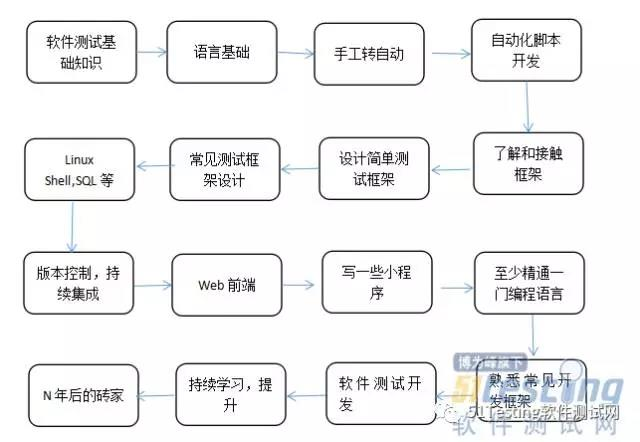 软件测试基
础知识
语言基础
手工转自动
自动化脚本
开发
了解和接触
框架
设计简单测
试框架
常见测试框
架设计
Linux
Shell,SQL 等
版本控制，持
续集成
Web 前端
写一些小程
序
至少精通一
门编程语言
熟悉常见开
发框架
软件测试开
发
持续学习，提
升
N 年后的砖家
博为峰旗下
51Testing
软件测试网
51Testing软件测试网